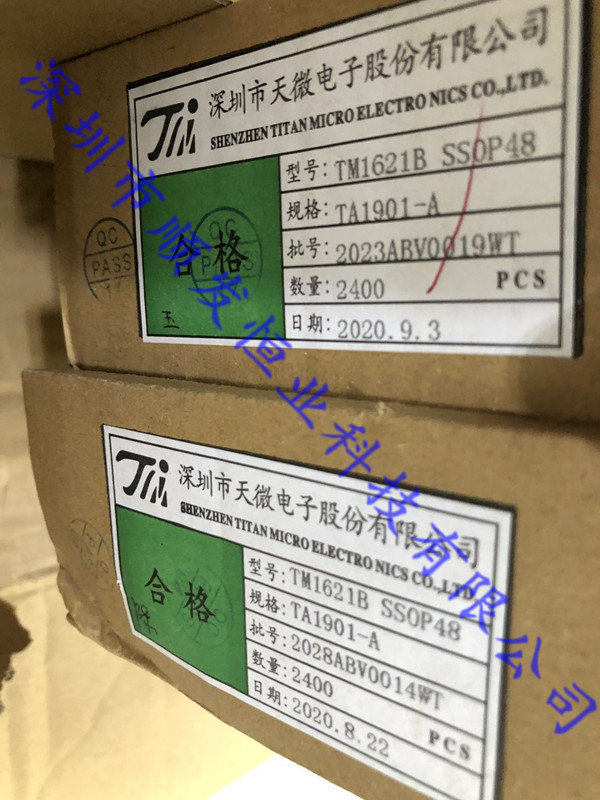 深圳市天微电子股份有限公司
SHENZHEN TITAN MICRO ELECTRONICS CO.,LTD.
型号: TM1621B SSOP48
规格: TA1901-A
批号: 2023ABV0019WT
数量: 2400 PCS
日期: 2020.9.3
合格
QC
PASS
王
深圳市顺发恒业科技有限公司
深圳市天微电子股份有限公司
SHENZHEN TITAN MICRO ELECTRONICS CO.,LTD
型号: TM1621B SSOP48
规格: TA1901-A
批号: 2028ABV0014WT
数量: 2400
日期: 2020.8.22 PCS
合格